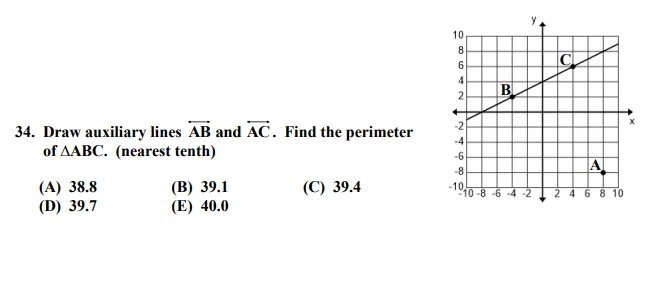 34. Draw auxiliary lines AB and AC. Find the perimeter
of ΔABC. (nearest tenth)
(A) 38.8 (B) 39.1 (C) 39.4
(D) 39.7 (E) 40.0
y
10
8
6
4
2
-2
-4
-6
-8
-10
-10 -8 -6 -4 -2 2 4 6 8 10
x
C
B
A